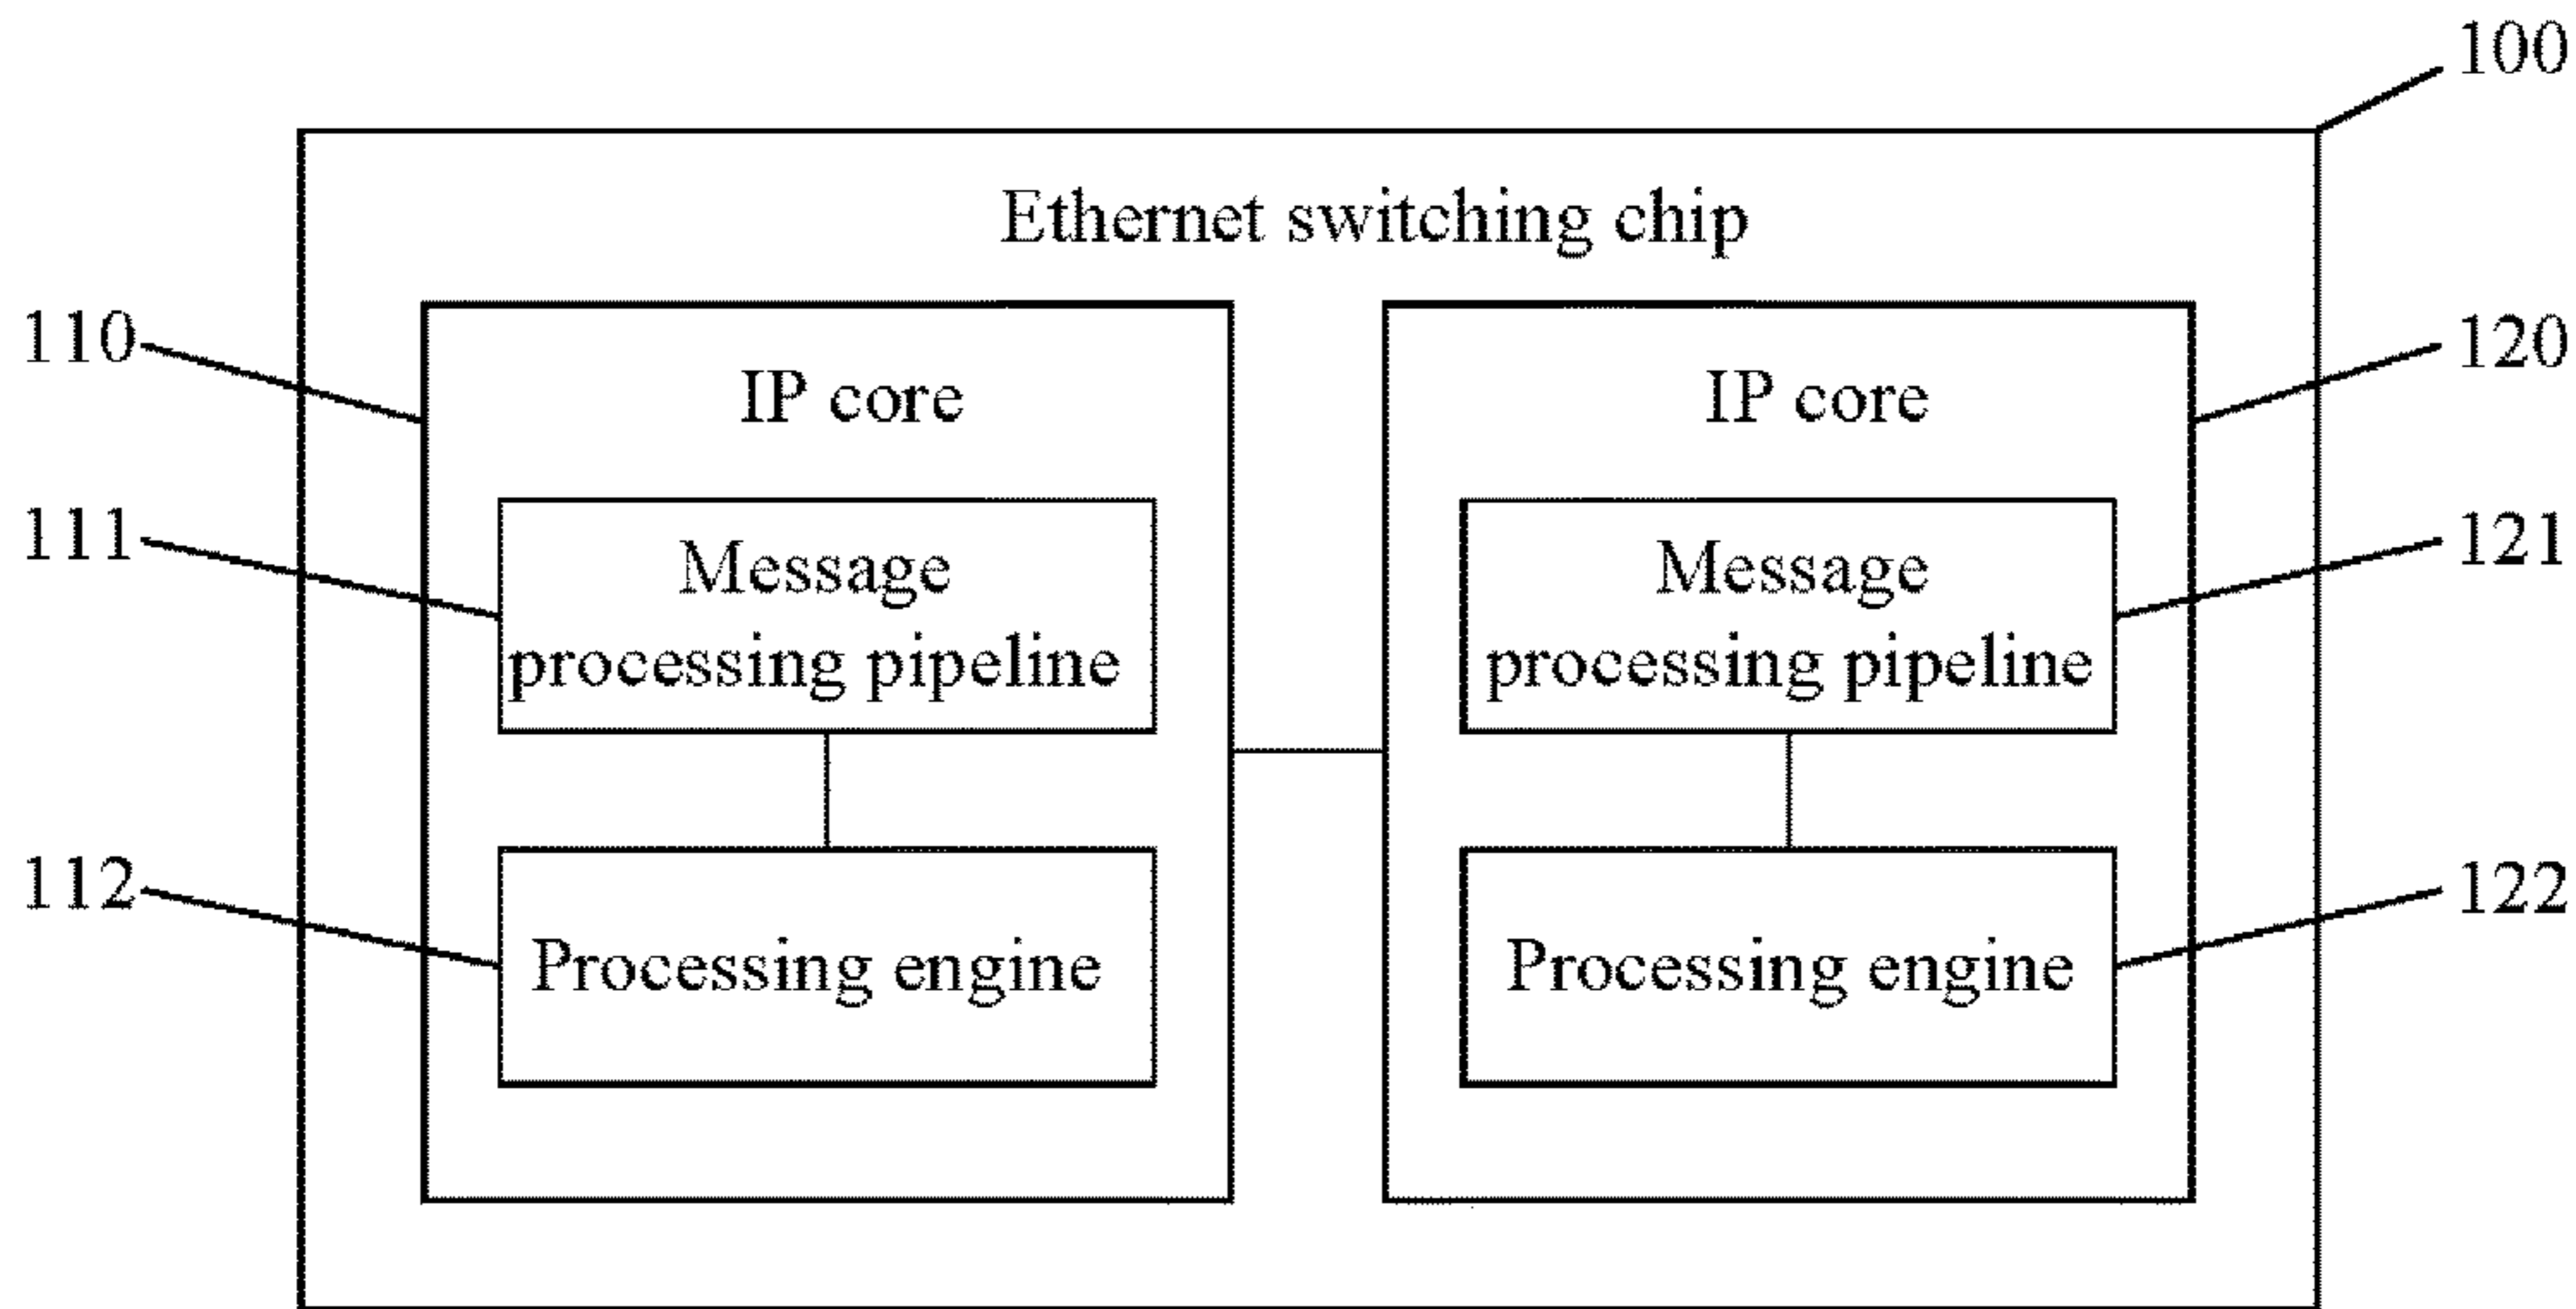 100
Ethernet switching chip
110
IP core
IP core
120
111
Message
processing pipeline
Message
processing pipeline
121
112
Processing engine
Processing engine
122